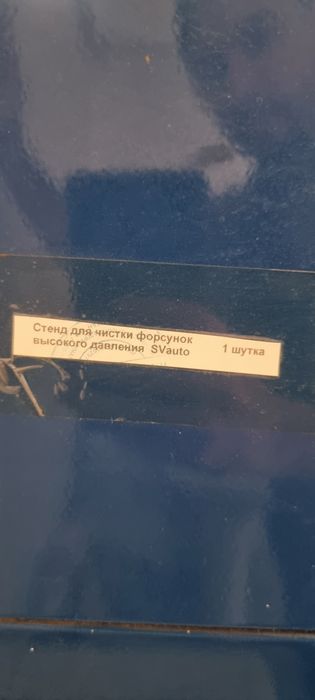 Стенд для чистки форсунок
высокого давления SVauto 1 шутка